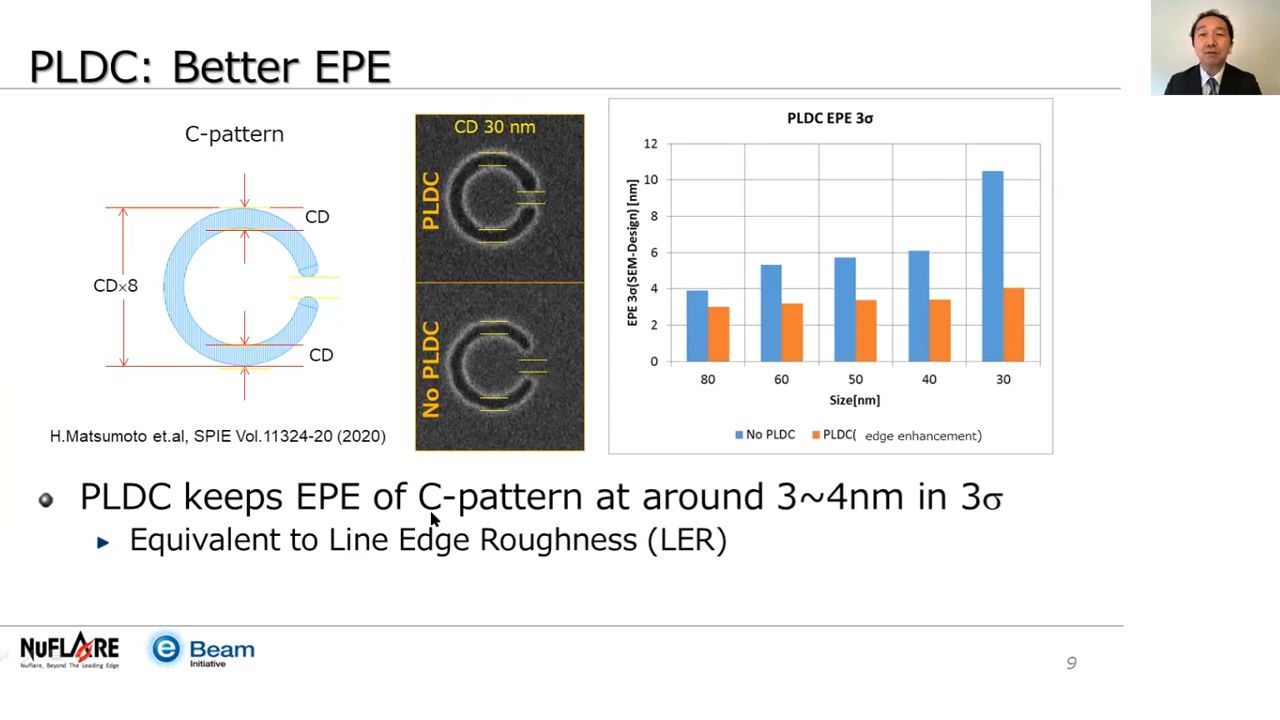 PLDC: Better EPE
C-pattern
CD
CD×8
CD
H.Matsumoto et.al, SPIE Vol.11324-20 (2020)
CD 30 nm
PLDC
No PLDC
PLDC EPE 3σ
EPE 3σ(SEM-Design) [nm]
12
10
8
6
4
2
0
80 60 50 40 30
Size[nm]
No PLDC PLDC( edge enhancement)
PLDC keeps EPE of C-pattern at around 3~4nm in 3σ
Equivalent to Line Edge Roughness (LER)
NUFLARE
Nuflare, Beyond The Leading Edge
e Beam
Initiative
9